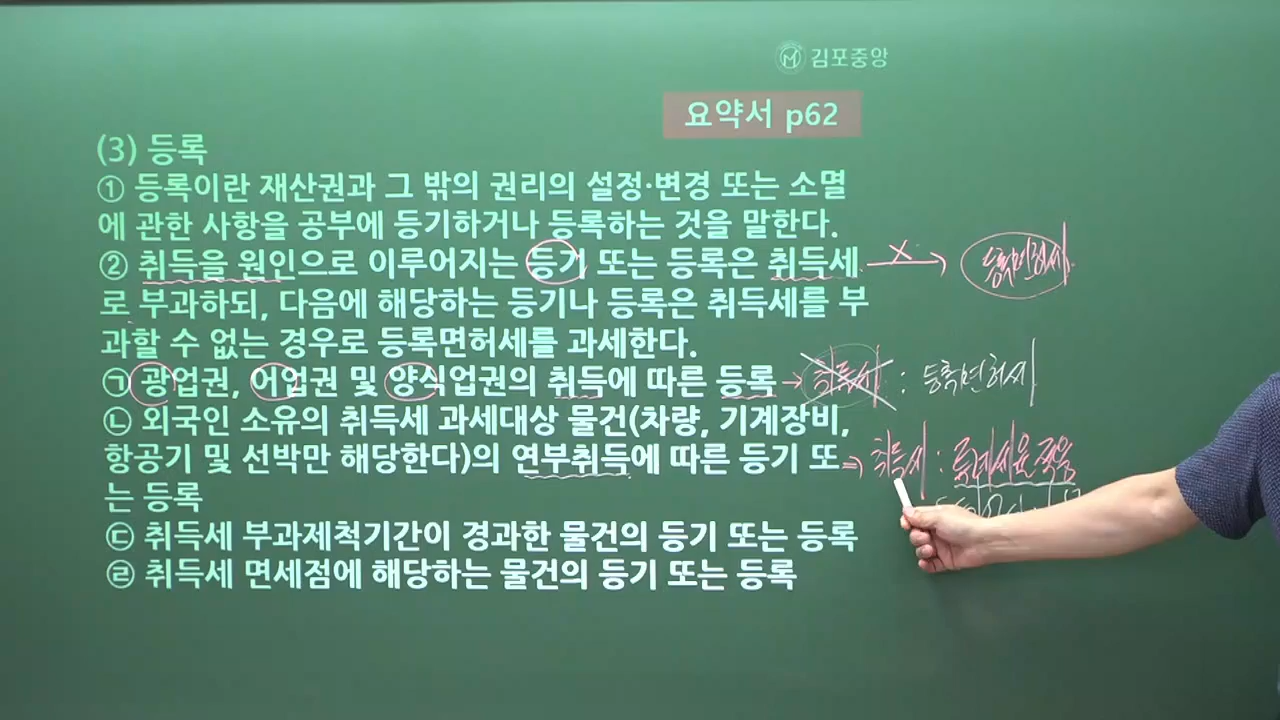 김포중앙
요약서 p62
(3) 등록
① 등록이란 재산권과 그 밖의 권리의 설정·변경 또는 소멸
에 관한 사항을 공부에 등기하거나 등록하는 것을 말한다.
② 취득을 원인으로 이루어지는 등기 또는 등록은 취득세 X 등록면허세
로 부과하되, 다음에 해당하는 등기나 등록은 취득세를 부
과할 수 없는 경우로 등록면허세를 과세한다.
㉠ 광업권, 어업권 및 양식업권의 취득에 따른 등록 → 취득세 : 등록면허세
㉡ 외국인 소유의 취득세 과세대상 물건(차량, 기계장비,
항공기 및 선박만 해당한다)의 연부취득에 따른 등기 또 ⇒ 취득세 :
는 등록
㉢ 취득세 부과제척기간이 경과한 물건의 등기 또는 등록
㉣ 취득세 면세점에 해당하는 물건의 등기 또는 등록